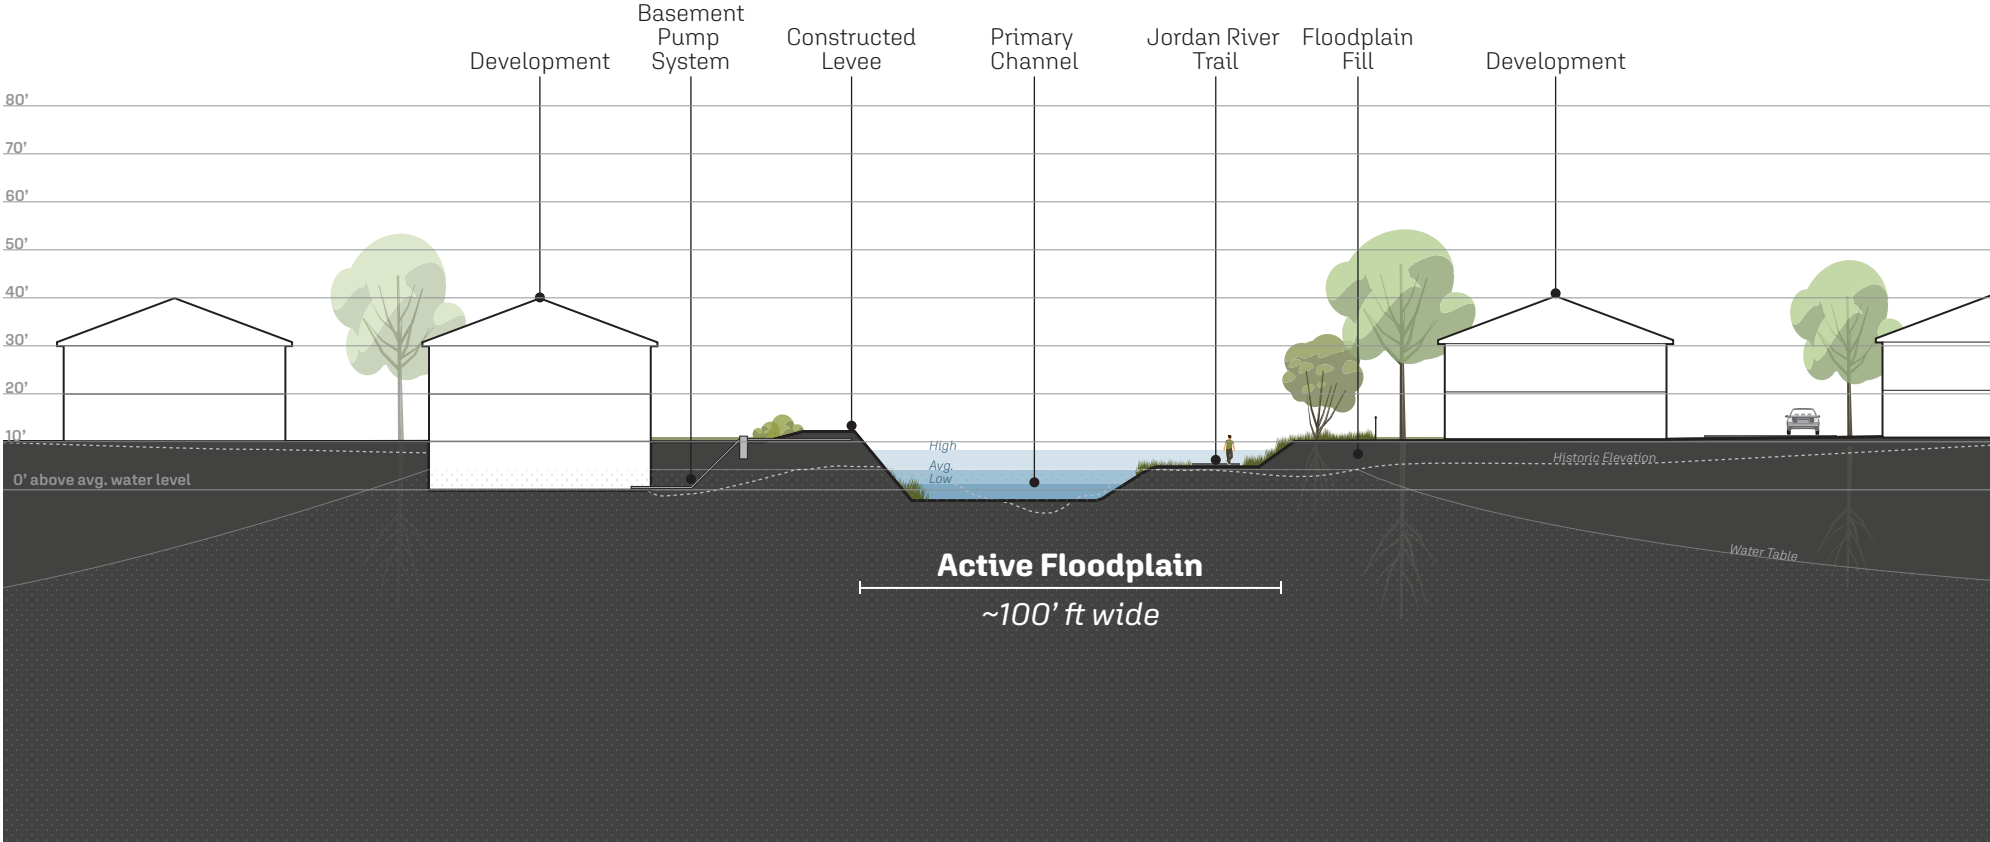 Development
Basement
Pump
System
Constructed
Levee
Primary
Channel
Jordan River
Trail
Floodplain
Fill
Development
80’
70’
60’
50’
40’
30’
20’
10’
0’ above avg. water level
High
Avg.
Low
Historic Elevation
Water Table
Active Floodplain
~100’ ft wide